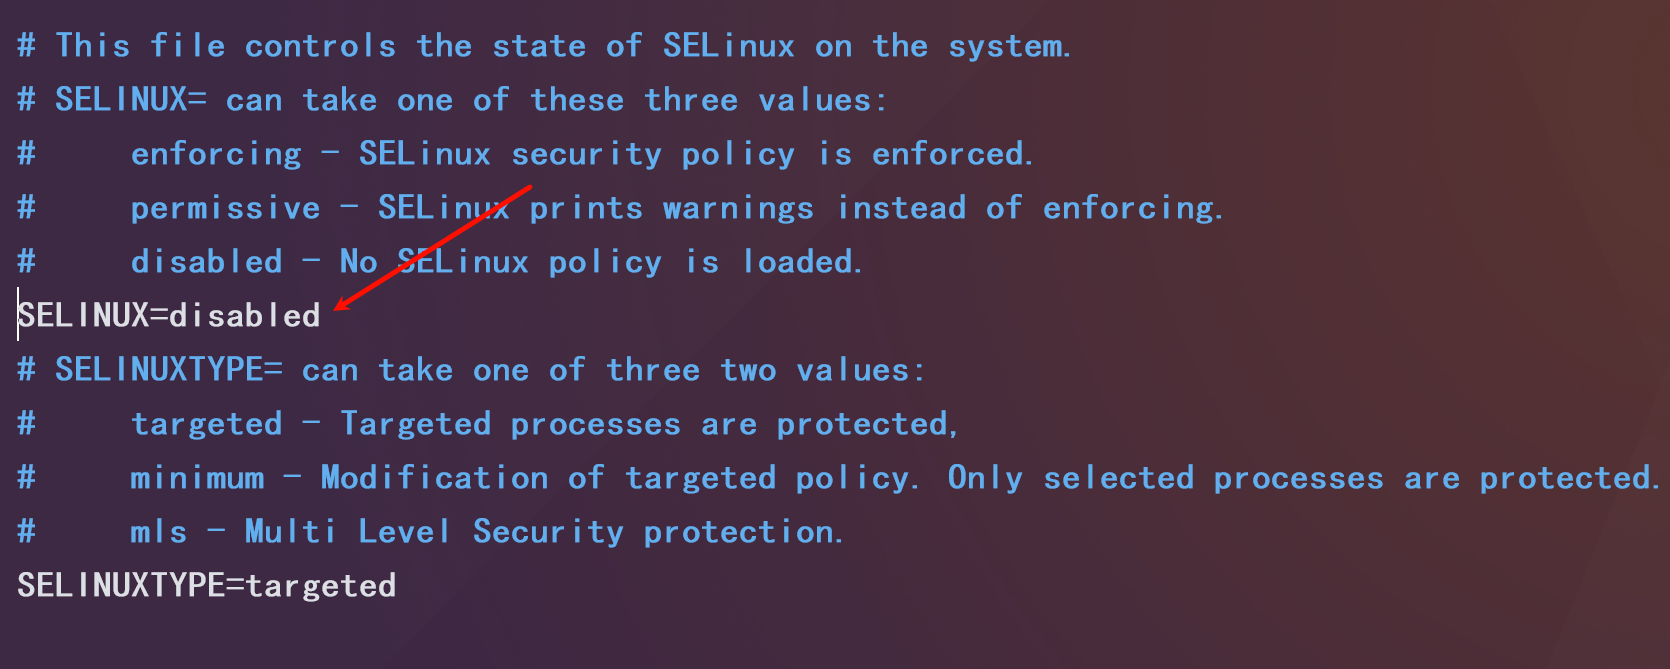 # This file controls the state of SELinux on the system.
# SELINUX= can take one of these three values:
#     enforcing - SELinux security policy is enforced.
#     permissive - SELinux prints warnings instead of enforcing.
#     disabled - No SELinux policy is loaded.
SELINUX=disabled
# SELINUXTYPE= can take one of three two values:
#     targeted - Targeted processes are protected,
#     minimum - Modification of targeted policy. Only selected processes are protected.
#     mls - Multi Level Security protection.
SELINUXTYPE=targeted